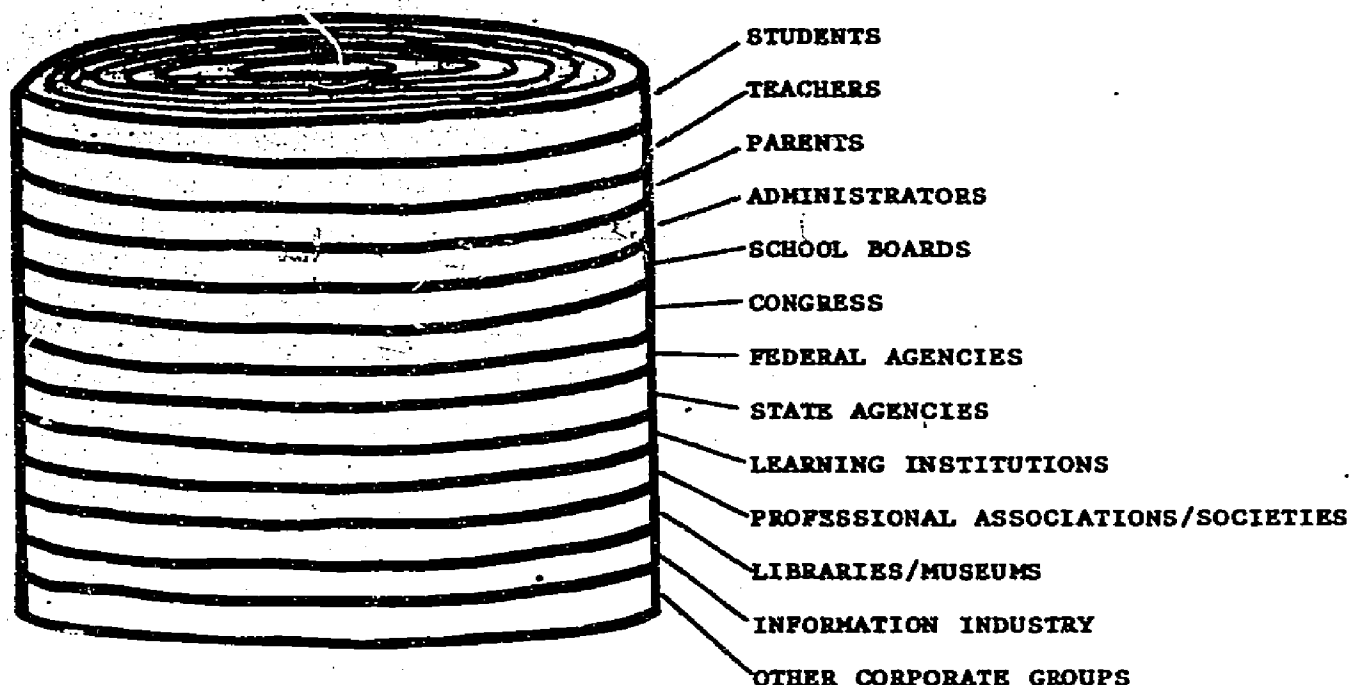 STUDENTS
TEACHERS
PARENTS
ADMINISTRATORS
SCHOOL BOARDS
CONGRESS
FEDERAL AGENCIES
STATE AGENCIES
LEARNING INSTITUTIONS
PROFESSIONAL ASSOCIATIONS/SOCIETIES
LIBRARIES/MUSEUMS
INFORMATION INDUSTRY
OTHER CORPORATE GROUPS